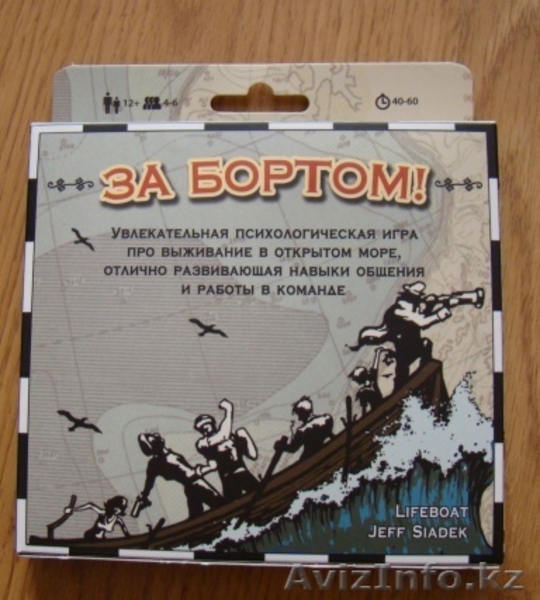 12+ 4-6 40-60
ЗА БОРТОМ!
УВЛЕКАТЕЛЬНАЯ ПСИХОЛОГИЧЕСКАЯ ИГРА
ПРО ВЫЖИВАНИЕ В ОТКРЫТОМ МОРЕ,
ОТЛИЧНО РАЗВИВАЮЩАЯ НАВЫКИ ОБЩЕНИЯ
И РАБОТЫ В КОМАНДЕ
LIFEBOAT
JEFF SIADEK
AvizInfo.kz